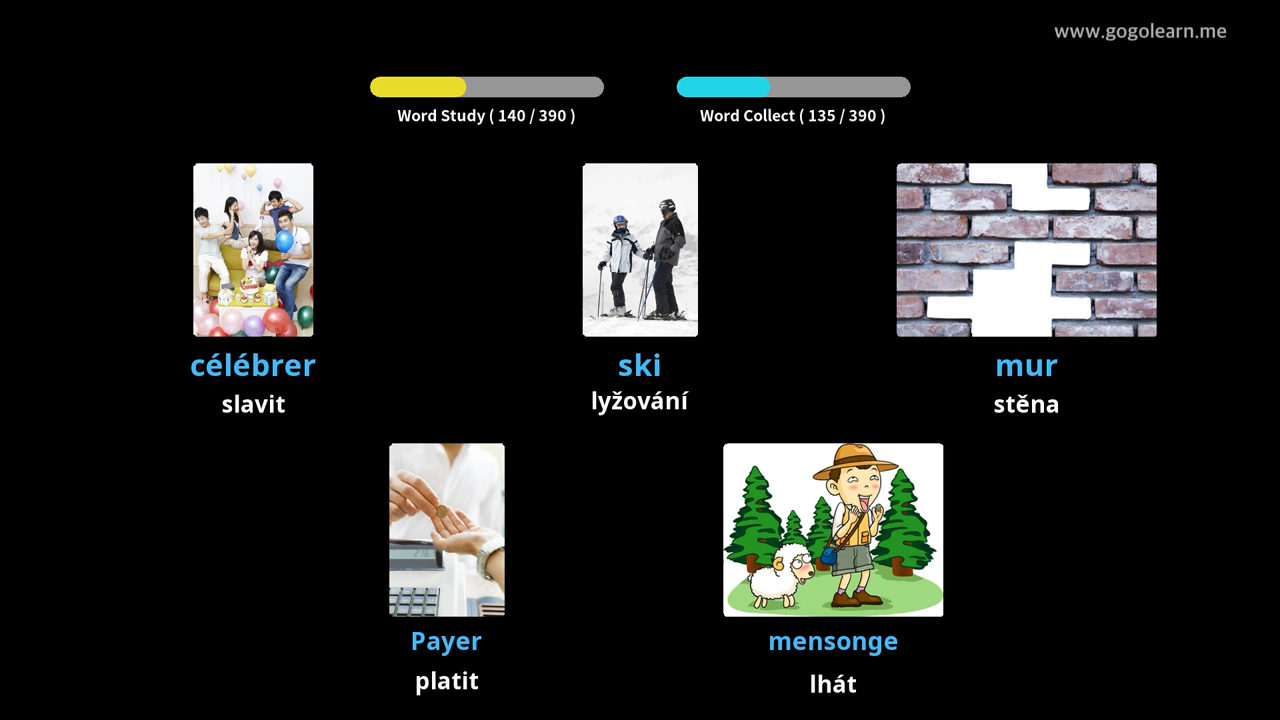 www.gogolearn.me
Word Study ( 140 / 390 )
Word Collect ( 135 / 390 )
célébrer
slavit
ski
lyžování
mur
stěna
Payer
platit
mensonge
lhát